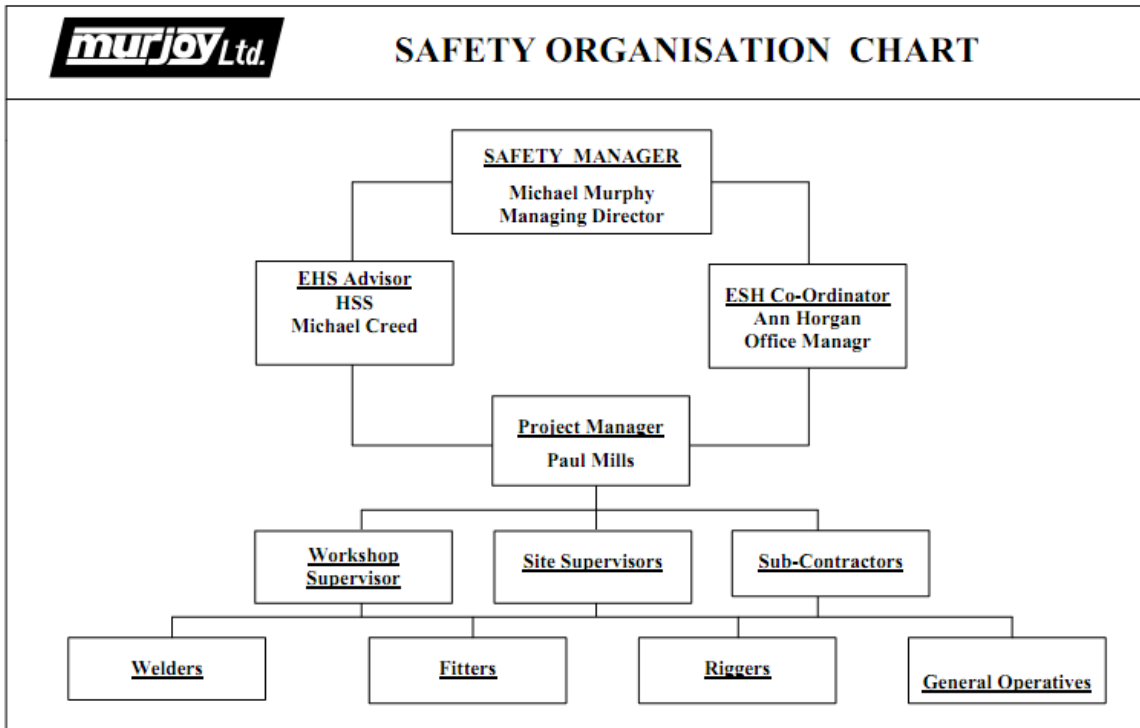 murjoy Ltd.
SAFETY ORGANISATION CHART
SAFETY MANAGER
Michael Murphy
Managing Director
EHS Advisor
HSS
Michael Creed
ESH Co-Ordinator
Ann Horgan
Office Managr
Project Manager
Paul Mills
Workshop
Supervisor
Site Supervisors
Sub-Contractors
Welders
Fitters
Riggers
General Operatives